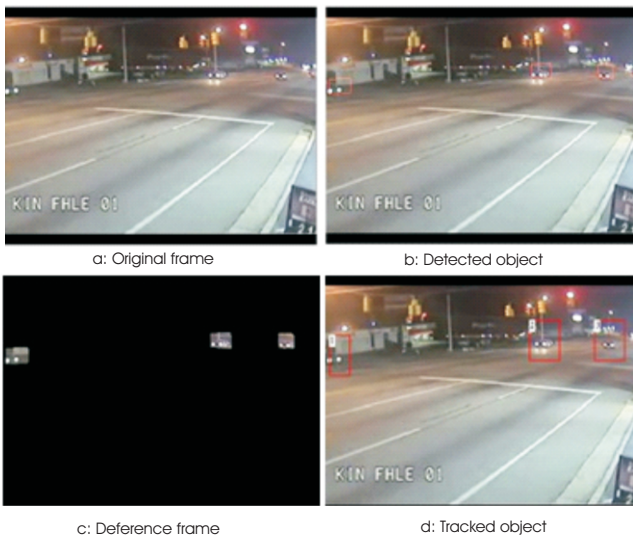 KIN FHLE 01
KIN FHLE 01
a: Original frame
b: Detected object
KIN FHLE 01
c: Deference frame
d: Tracked object